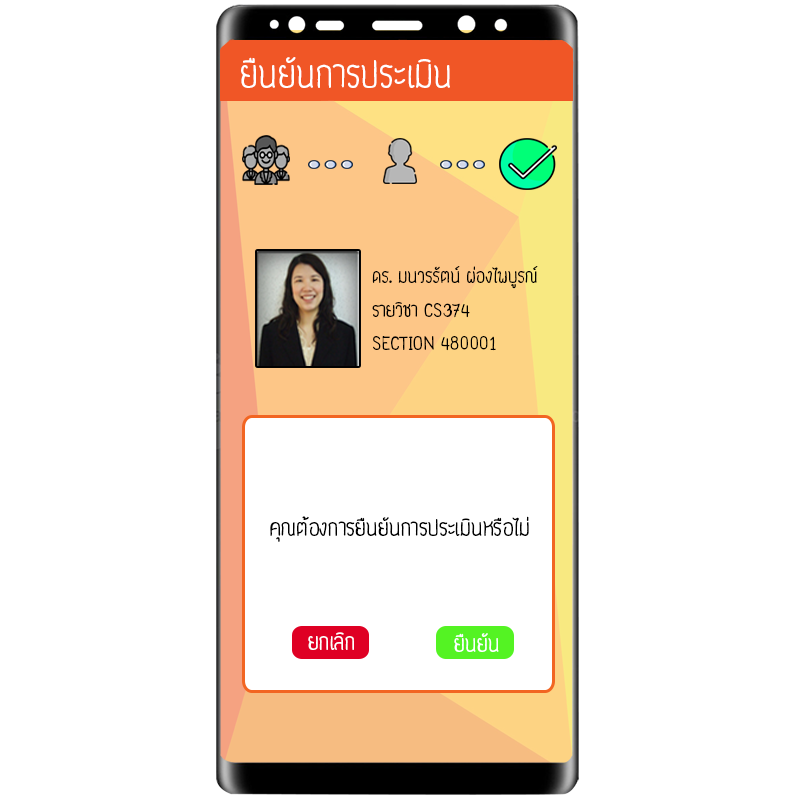 ยืนยันการประเมิน
ดร. มนวรรัตน์ ผ่องไพบูรณ์
รายวิชา CS374
SECTION 480001
คุณต้องการยืนยันการประเมินหรือไม่
ยกเลิก
ยืนยัน